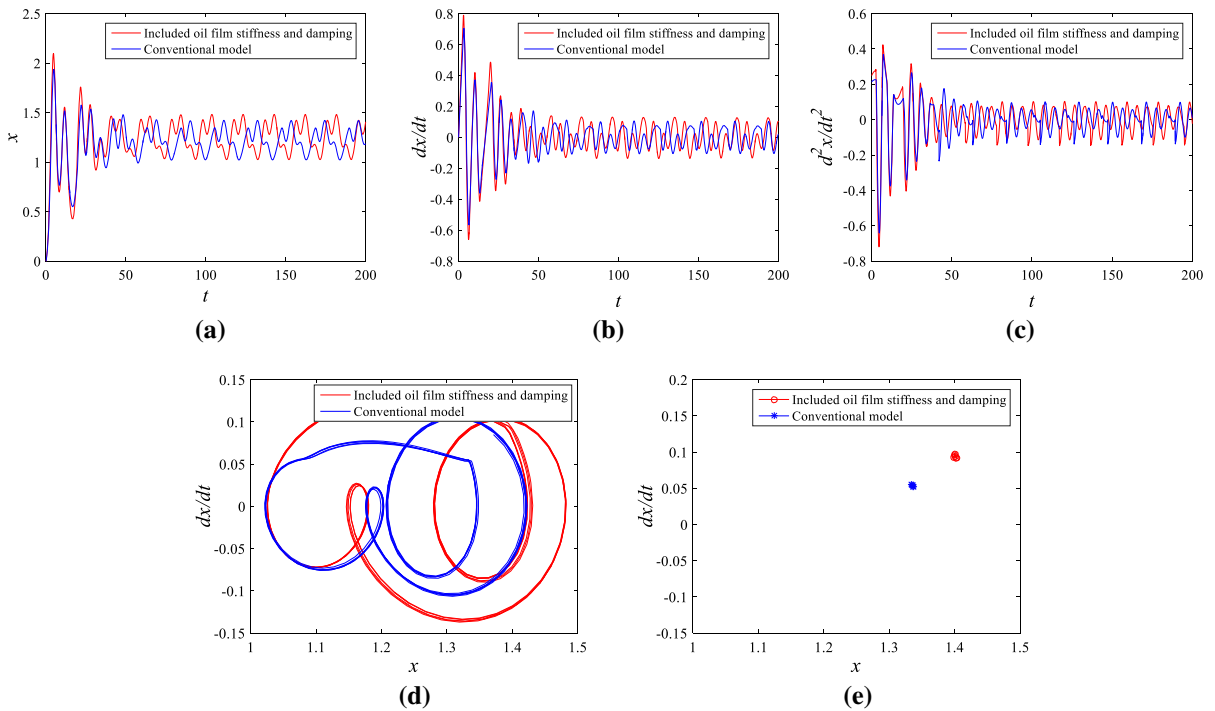 2.5
2
1.5
1
0.5
0
0 50 100 150 200
x
t
Included oil film stiffness and damping
Conventional model
(a)
0.8
0.6
0.4
0.2
0
-0.2
-0.4
-0.6
-0.8
0 50 100 150 200
dx/dt
t
Included oil film stiffness and damping
Conventional model
(b)
0.6
0.4
0.2
0
-0.2
-0.4
-0.6
-0.8
0 50 100 150 200
d²x/dt²
t
Included oil film stiffness and damping
Conventional model
(c)
0.15
0.1
0.05
0
-0.05
-0.1
-0.15
1 1.1 1.2 1.3 1.4 1.5
dx/dt
x
Included oil film stiffness and damping
Conventional model
(d)
0.2
0.15
0.1
0.05
0
-0.05
0.1
-0.15
1 1.1 1.2 1.3 1.4 1.5
dx/dt
x
Included oil film stiffness and damping
Conventional model
(e)